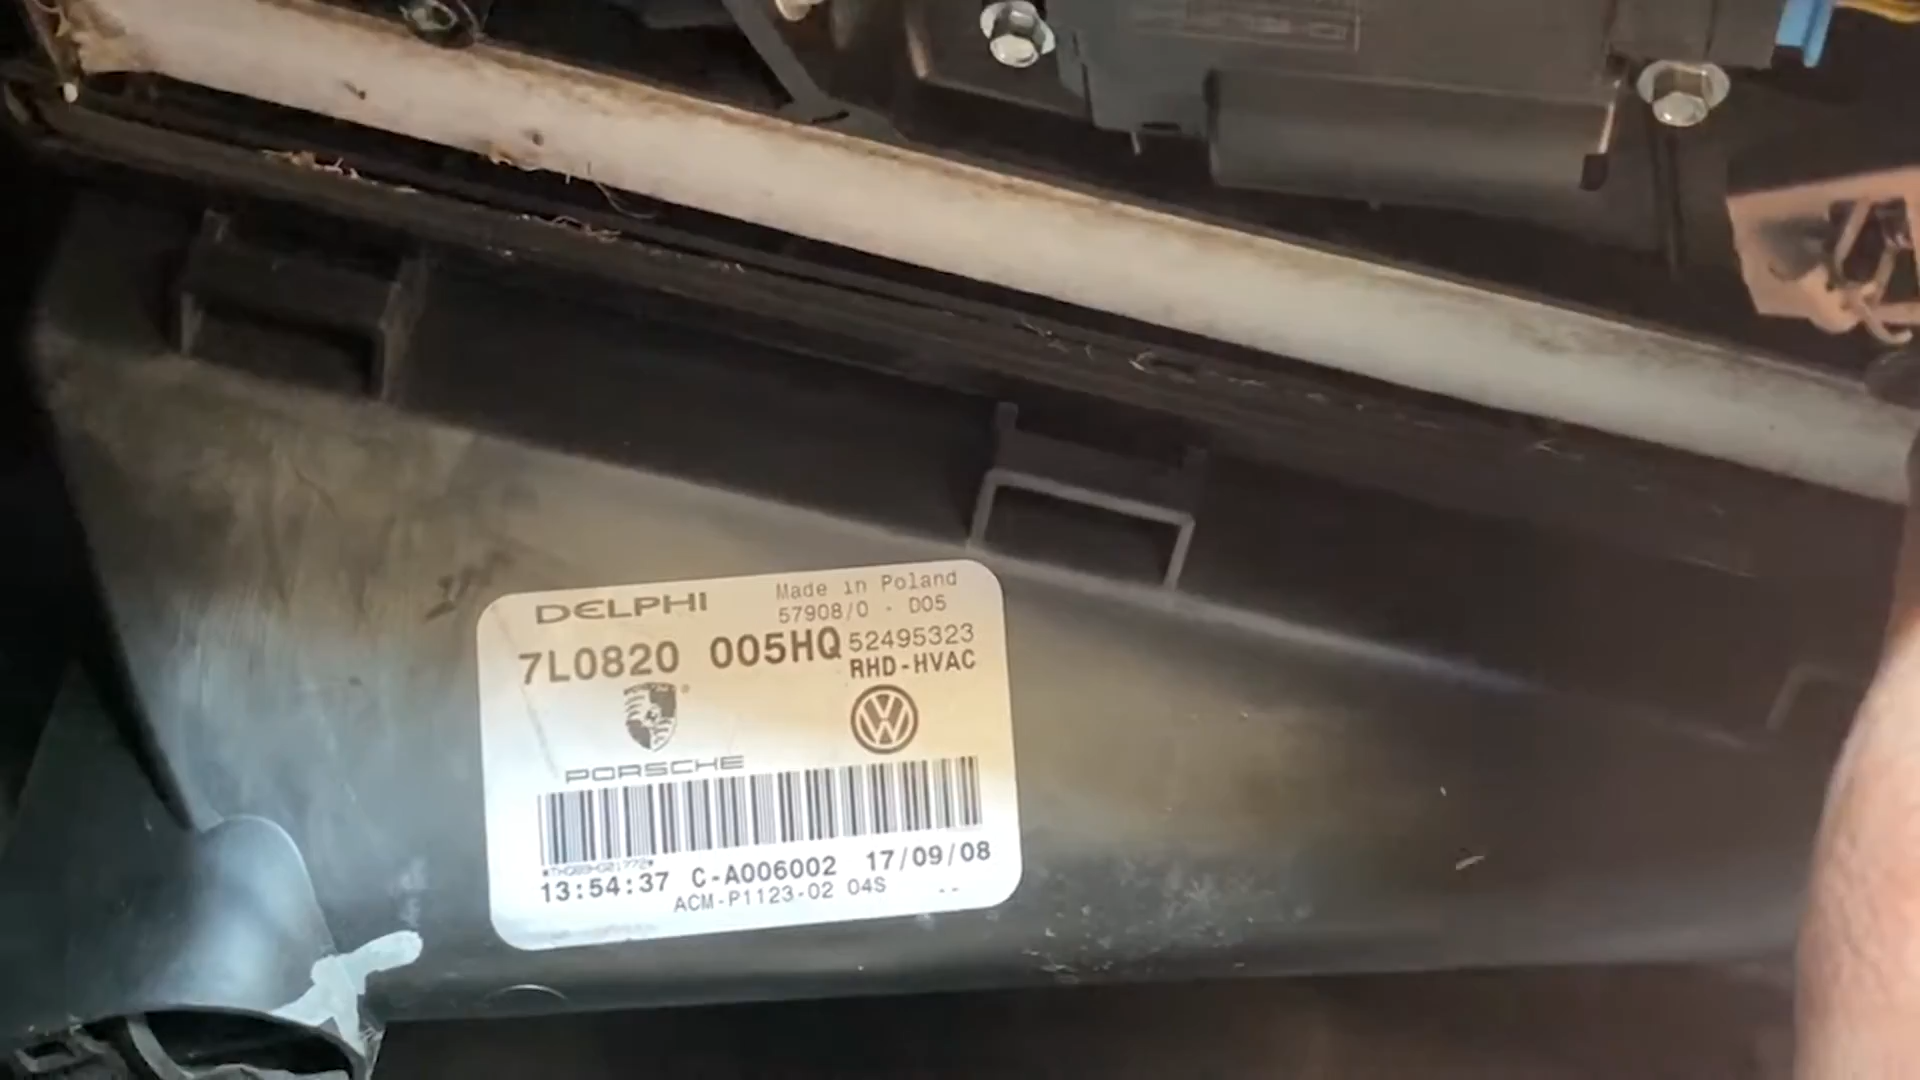 DELPHI
Made in Poland
57908/0 - D05
7L0820 005HQ
52495323
RHD-HVAC
PORSCHE
13:54:37 C-A006002 17/09/08
ACM-P1123-02 04S --